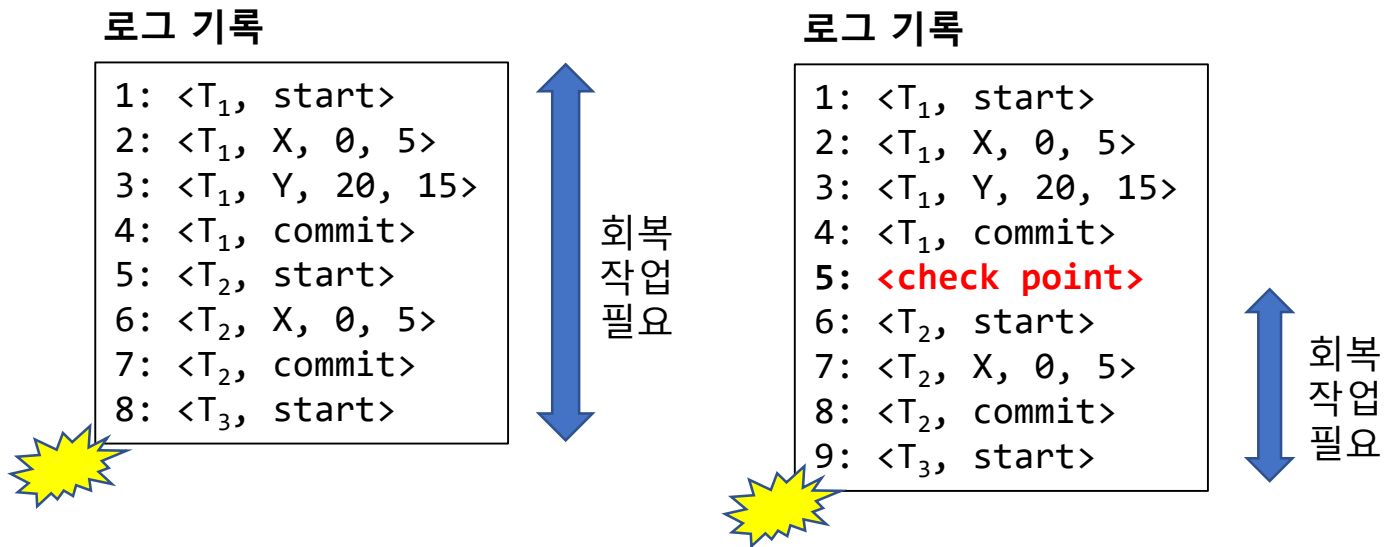 로그 기록
1: <T₁, start>
2: <T₁, X, 0, 5>
3: <T₁, Y, 20, 15>
4: <T₁, commit>
5: <T₂, start>
6: <T₂, X, 0, 5>
7: <T₂, commit>
8: <T₃, start>
회복
작업
필요
로그 기록
1: <T₁, start>
2: <T₁, X, 0, 5>
3: <T₁, Y, 20, 15>
4: <T₁, commit>
5: <check point>
6: <T₂, start>
7: <T₂, X, 0, 5>
8: <T₂, commit>
9: <T₃, start>
회복
작업
필요